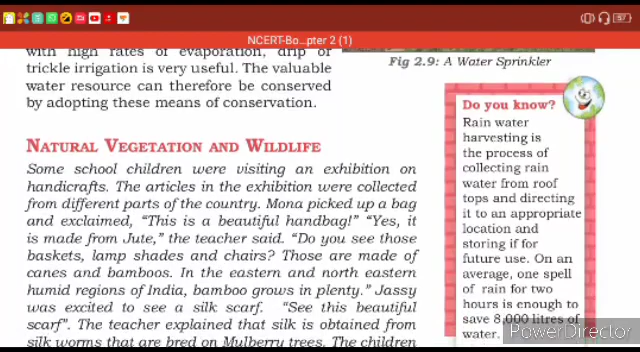 57
NCERT-Bo...pter 2 (1)
with high rates of evaporation, drip or
trickle irrigation is very useful. The valuable
water resource can therefore be conserved
by adopting these means of conservation.
Fig 2.9: A Water Sprinkler
NATURAL VEGETATION AND WILDLIFE
Some school children were visiting an exhibition on
handicrafts. The articles in the exhibition were collected
from different parts of the country. Mona picked up a bag
and exclaimed, “This is a beautiful handbag!” “Yes, it
is made from Jute,” the teacher said. “Do you see those
baskets, lamp shades and chairs? Those are made of
canes and bamboos. In the eastern and north eastern
humid regions of India, bamboo grows in plenty.” Jassy
was excited to see a silk scarf. “See this beautiful
scarf”. The teacher explained that silk is obtained from
silk worms that are bred on Mulberry trees. The children
Do you know?
Rain water
harvesting is
the process of
collecting rain
water from roof
tops and directing
it to an appropriate
location and
storing if for
future use. On an
average, one spell
of rain for two
hours is enough to
save 8,000 litres of
water.
PowerDirector